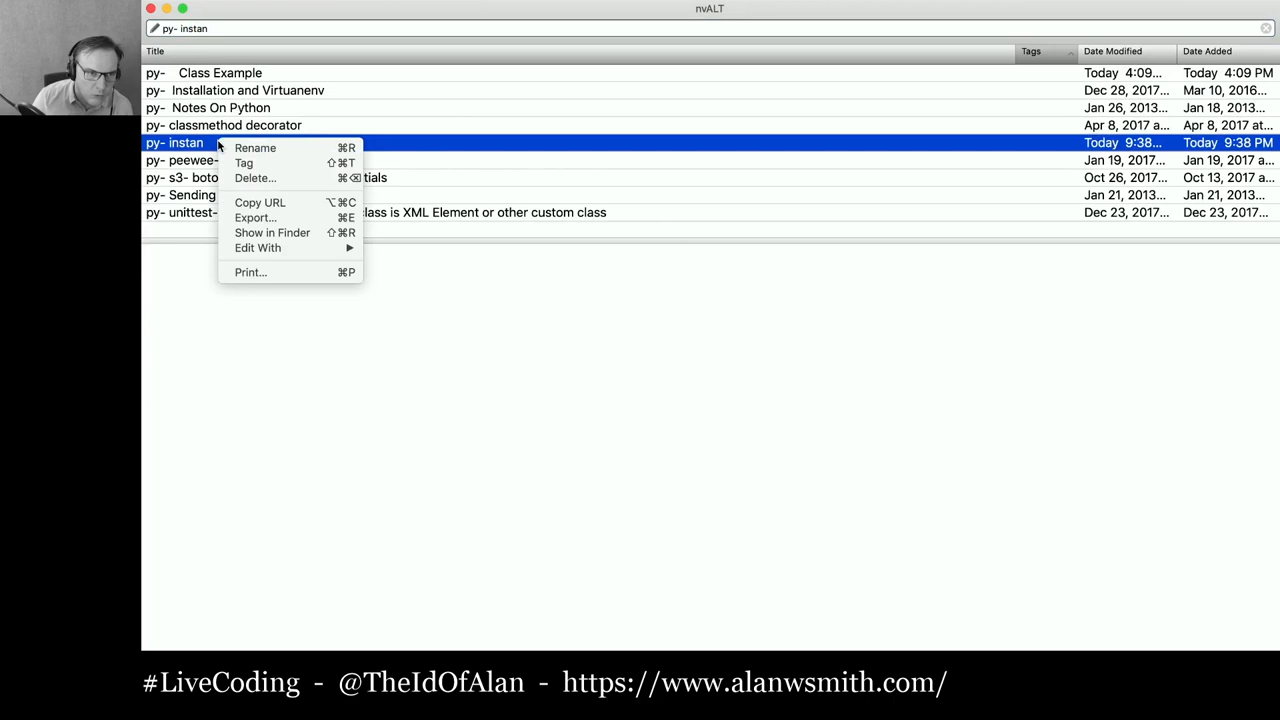 nvALT
py- instan
Title Tags Date Modified Date Added
py- Class Example Today 4:09... Today 4:09 PM
py- Installation and Virtuanenv Dec 28, 2017... Mar 10, 2016...
py- Notes On Python Jan 26, 2013... Jan 18, 2013...
py- classmethod decorator Apr 8, 2017 a... Apr 8, 2017 at...
py- instan Today 9:38... Today 9:38 PM
py- peewee- Jan 19, 2017... Jan 19, 2017 a...
py- s3- boto tials Oct 26, 2017... Oct 13, 2017 a...
py- Sending Jan 21, 2013... Jan 21, 2013...
py- unittest- class is XML Element or other custom class Dec 23, 2017... Dec 23, 2017...
Rename ⌘R
Tag ⇧⌘T
Delete... ⌘⌫
Copy URL ⌥⌘C
Export... ⌘E
Show in Finder ⇧⌘R
Edit With ▶
Print... ⌘P
#LiveCoding - @TheIdOfAlan - https://www.alanwsmith.com/